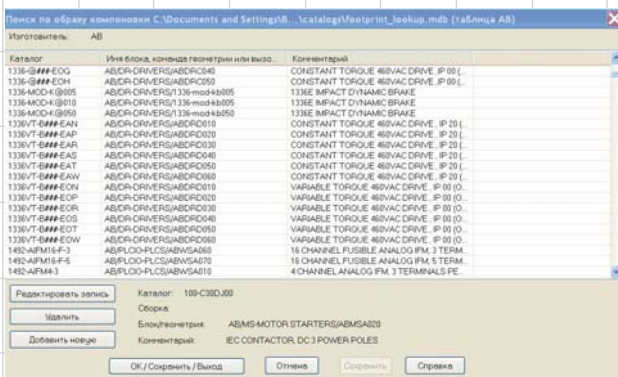 Поиск по образу компоновки C:\Documents and Settings\В...\catalogs\footprint_lookup.mdb (таблица AB)
Изготовитель: AB
Каталог Имя блока, команда геометрии или вызо... Комментарий
1336-@###-EOG AB/DR-DRIVERS/ABDRC040 CONSTANT TORQUE 460VAC DRIVE, IP 00 (...
1336-@###-EOH AB/DR-DRIVERS/ABDRC050 CONSTANT TORQUE 460VAC DRIVE, IP 00 (...
1336-MOD-K@005 AB/DR-DRIVERS/1336-mod-kb005 1336E IMPACT DYNAMIC BRAKE
1336-MOD-K@010 AB/DR-DRIVERS/1336-mod-kb005 1336E IMPACT DYNAMIC BRAKE
1336-MOD-K@050 AB/DR-DRIVERS/1336-mod-kb050 1336E IMPACT DYNAMIC BRAKE
1336VT-B###-EAN AB/DR-DRIVERS/ABDRD010 CONSTANT TORQUE 460VAC DRIVE, IP 20 (...
1336VT-B###-EAP AB/DR-DRIVERS/ABDRD020 CONSTANT TORQUE 460VAC DRIVE, IP 20 (...
1336VT-B###-EAR AB/DR-DRIVERS/ABDRD030 CONSTANT TORQUE 460VAC DRIVE, IP 20 (...
1336VT-B###-EAS AB/DR-DRIVERS/ABDRD040 CONSTANT TORQUE 460VAC DRIVE, IP 20 (...
1336VT-B###-EAT AB/DR-DRIVERS/ABDRD050 CONSTANT TORQUE 460VAC DRIVE, IP 20 (...
1336VT-B###-EAW AB/DR-DRIVERS/ABDRD060 CONSTANT TORQUE 460VAC DRIVE, IP 20 (...
1336VT-B###-EON AB/DR-DRIVERS/ABDRD010 VARIABLE TORQUE 460VAC DRIVE, IP 00 (O...
1336VT-B###-EOP AB/DR-DRIVERS/ABDRD020 VARIABLE TORQUE 460VAC DRIVE, IP 00 (O...
1336VT-B###-EOR AB/DR-DRIVERS/ABDRD030 VARIABLE TORQUE 460VAC DRIVE, IP 00 (O...
1336VT-B###-EOS AB/DR-DRIVERS/ABDRD040 VARIABLE TORQUE 460VAC DRIVE, IP 00 (O...
1336VT-B###-EOT AB/DR-DRIVERS/ABDRD050 VARIABLE TORQUE 460VAC DRIVE, IP 00 (O...
1336VT-B###-EOW AB/DR-DRIVERS/ABDRD060 VARIABLE TORQUE 460VAC DRIVE, IP 00 (O...
1492-AIFM16-F-3 AB/PLCIO-PLCS/ABWSA060 16 CHANNEL FUSIBLE ANALOG IFM, 3 TERM...
1492-AIFM16-F-5 AB/PLCIO-PLCS/ABWSA070 16 CHANNEL FUSIBLE ANALOG IFM, 5 TERM...
1492-AIFM4-3 AB/PLCIO-PLCS/ABWSA010 4 CHANNEL ANALOG IFM, 3 TERMINALS PE...
Редактировать запись Каталог: 100-C30DJ00
Сборка:
Удалить Блок/геометрия: AB/MS-MOTOR STARTERS/ABMSA020
Добавить новую Комментарий: IEC CONTACTOR, DC 3 POWER POLES
ОК / Сохранить / Выход Отмена Сохранить Справка